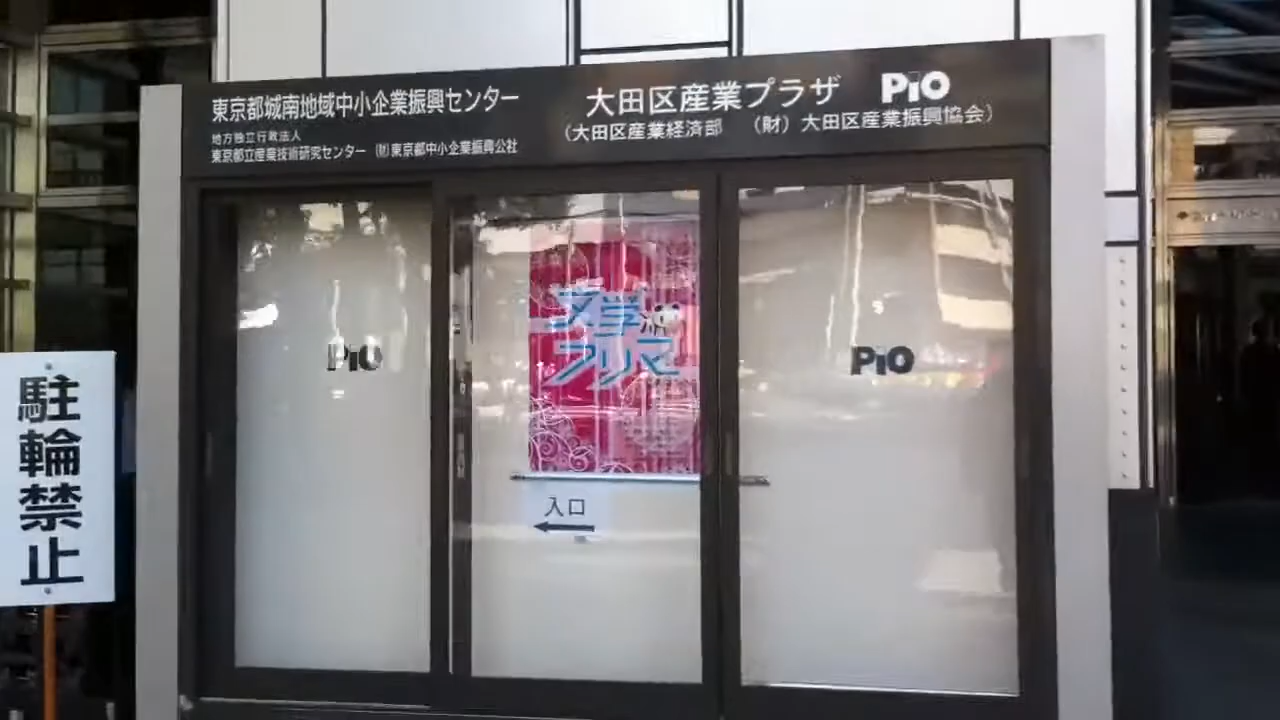 東京都城南地域中小企業振興センター
地方独立行政法人
東京都立産業技術研究センター (財)東京都中小企業振興公社
大田区産業プラザ PiO
(大田区産業経済部 (財)大田区産業振興協会)
PiO
文学
フリマ
入口
PiO
駐輪禁止